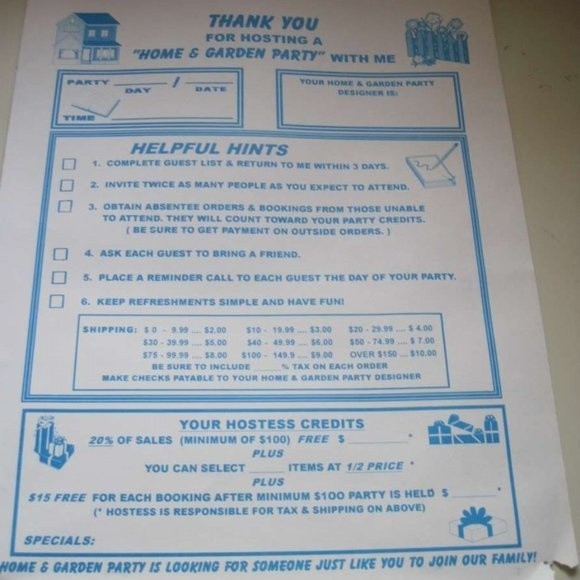 THANK YOU
FOR HOSTING A
"HOME & GARDEN PARTY" WITH ME
PARTY ______ / ______
DAY DATE
TIME ______
YOUR HOME & GARDEN PARTY
DESIGNER IS:
HELPFUL HINTS
1. COMPLETE GUEST LIST & RETURN TO ME WITHIN 3 DAYS.
2. INVITE TWICE AS MANY PEOPLE AS YOU EXPECT TO ATTEND.
3. OBTAIN ABSENTEE ORDERS & BOOKINGS FROM THOSE UNABLE
TO ATTEND. THEY WILL COUNT TOWARD YOUR PARTY CREDITS.
( BE SURE TO GET PAYMENT ON OUTSIDE ORDERS. )
4. ASK EACH GUEST TO BRING A FRIEND.
5. PLACE A REMINDER CALL TO EACH GUEST THE DAY OF YOUR PARTY.
6. KEEP REFRESHMENTS SIMPLE AND HAVE FUN!
SHIPPING: $ 0 - 9.99 .... $2.00 $10 - 19.99 .... $3.00 $20 - 29.99 .... $ 4.00
$30 - 39.99 .... $5.00 $40 - 49.99 .... $6.00 $50 - 74.99 .... $ 7.00
$75 - 99.99 .... $8.00 $100 - 149.9 .... $9.00 OVER $150 .... $10.00
BE SURE TO INCLUDE ______% TAX ON EACH ORDER
MAKE CHECKS PAYABLE TO YOUR HOME & GARDEN PARTY DESIGNER
YOUR HOSTESS CREDITS
20% OF SALES (MINIMUM OF $100) FREE $ ______*
PLUS
YOU CAN SELECT ______ ITEMS AT 1/2 PRICE *
PLUS
$15 FREE FOR EACH BOOKING AFTER MINIMUM $100 PARTY IS HELD $ ______*
(* HOSTESS IS RESPONSIBLE FOR TAX & SHIPPING ON ABOVE)
SPECIALS:
HOME & GARDEN PARTY IS LOOKING FOR SOMEONE JUST LIKE YOU TO JOIN OUR FAMILY!